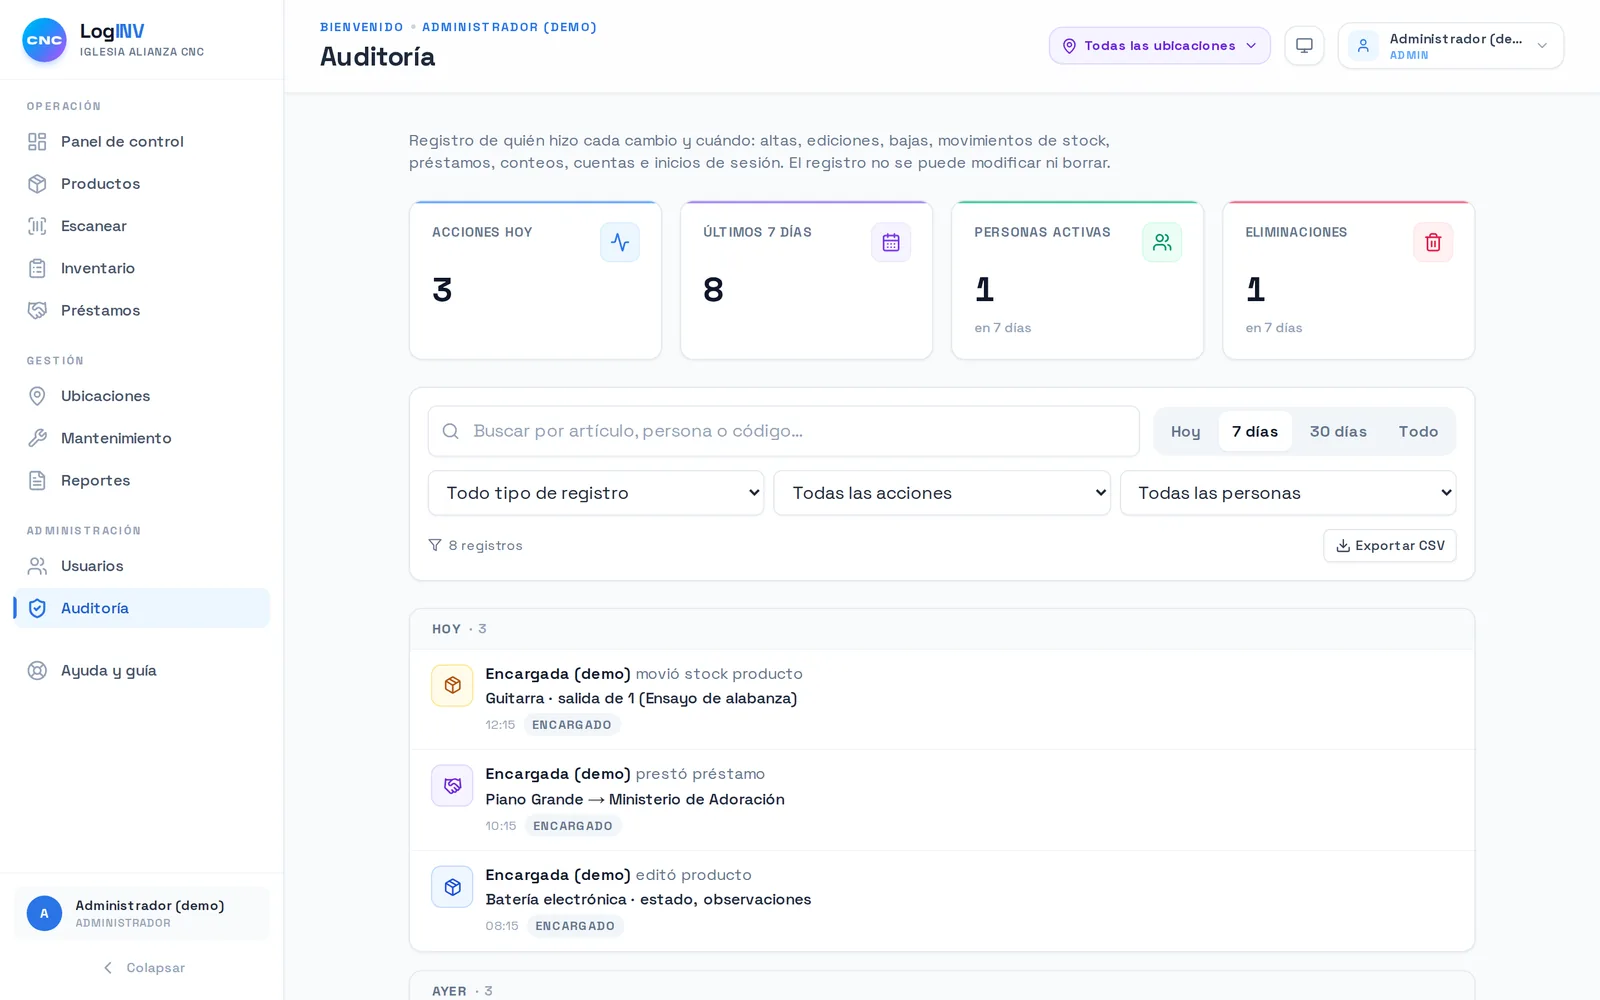 CNC
LogINV
IGLESIA ALIANZA CNC
OPERACIÓN
Panel de control
Productos
Escanear
Inventario
Préstamos
GESTIÓN
Ubicaciones
Mantenimiento
Reportes
ADMINISTRACIÓN
Usuarios
Auditoría
Ayuda y guía
A
Administrador (demo)
ADMINISTRADOR
Colapsar
BIENVENIDO • ADMINISTRADOR (DEMO)
Auditoría
Todas las ubicaciones
Administrador (de...
ADMIN
Registro de quién hizo cada cambio y cuándo: altas, ediciones, bajas, movimientos de stock,
préstamos, conteos, cuentas e inicios de sesión. El registro no se puede modificar ni borrar.
ACCIONES HOY
3
ÚLTIMOS 7 DÍAS
8
PERSONAS ACTIVAS
1
en 7 días
ELIMINACIONES
1
en 7 días
Buscar por artículo, persona o código...
Hoy
7 días
30 días
Todo
Todo tipo de registro
Todas las acciones
Todas las personas
8 registros
Exportar CSV
HOY · 3
Encargada (demo) movió stock producto
Guitarra · salida de 1 (Ensayo de alabanza)
12:15 ENCARGADO
Encargada (demo) prestó préstamo
Piano Grande → Ministerio de Adoración
10:15 ENCARGADO
Encargada (demo) editó producto
Batería electrónica · estado, observaciones
08:15 ENCARGADO
AYER · 3